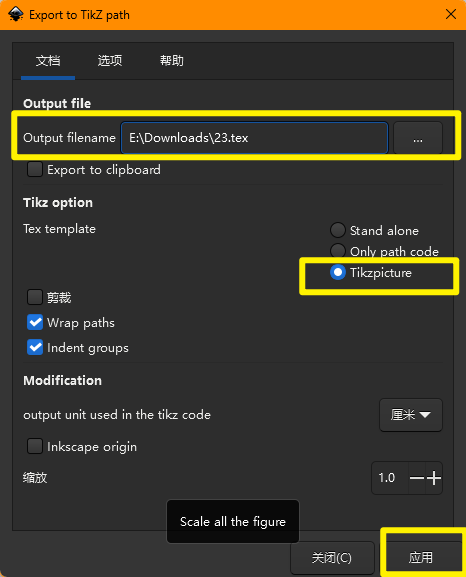 Export to TikZ path
文档 选项 帮助
Output file
Output filename E:\Downloads\23.tex ...
Export to clipboard
Tikz option
Tex template
Stand alone
Only path code
Tikzpicture
剪裁
Wrap paths
Indent groups
Modification
output unit used in the tikz code 厘米
Inkscape origin
缩放 1.0
Scale all the figure
关闭(C) 应用